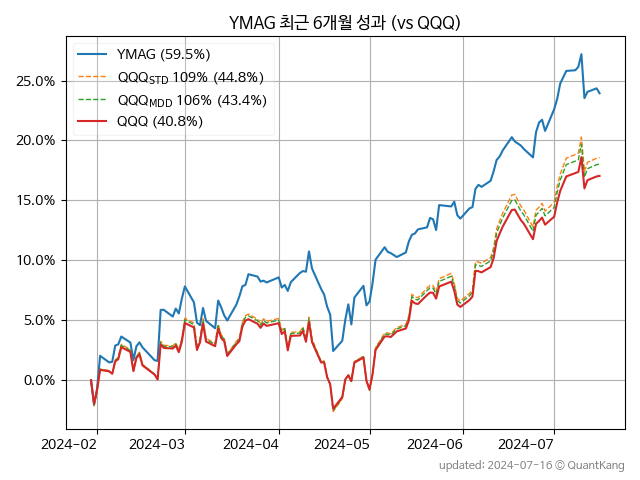 YMAG 최근 6개월 성과 (vs QQQ)
YMAG (59.5%)
QQQSTD 109% (44.8%)
QQQMDD 106% (43.4%)
QQQ (40.8%)
25.0%
20.0%
15.0%
10.0%
5.0%
0.0%
2024-02 2024-03 2024-04 2024-05 2024-06 2024-07
updated: 2024-07-16 © QuantKang